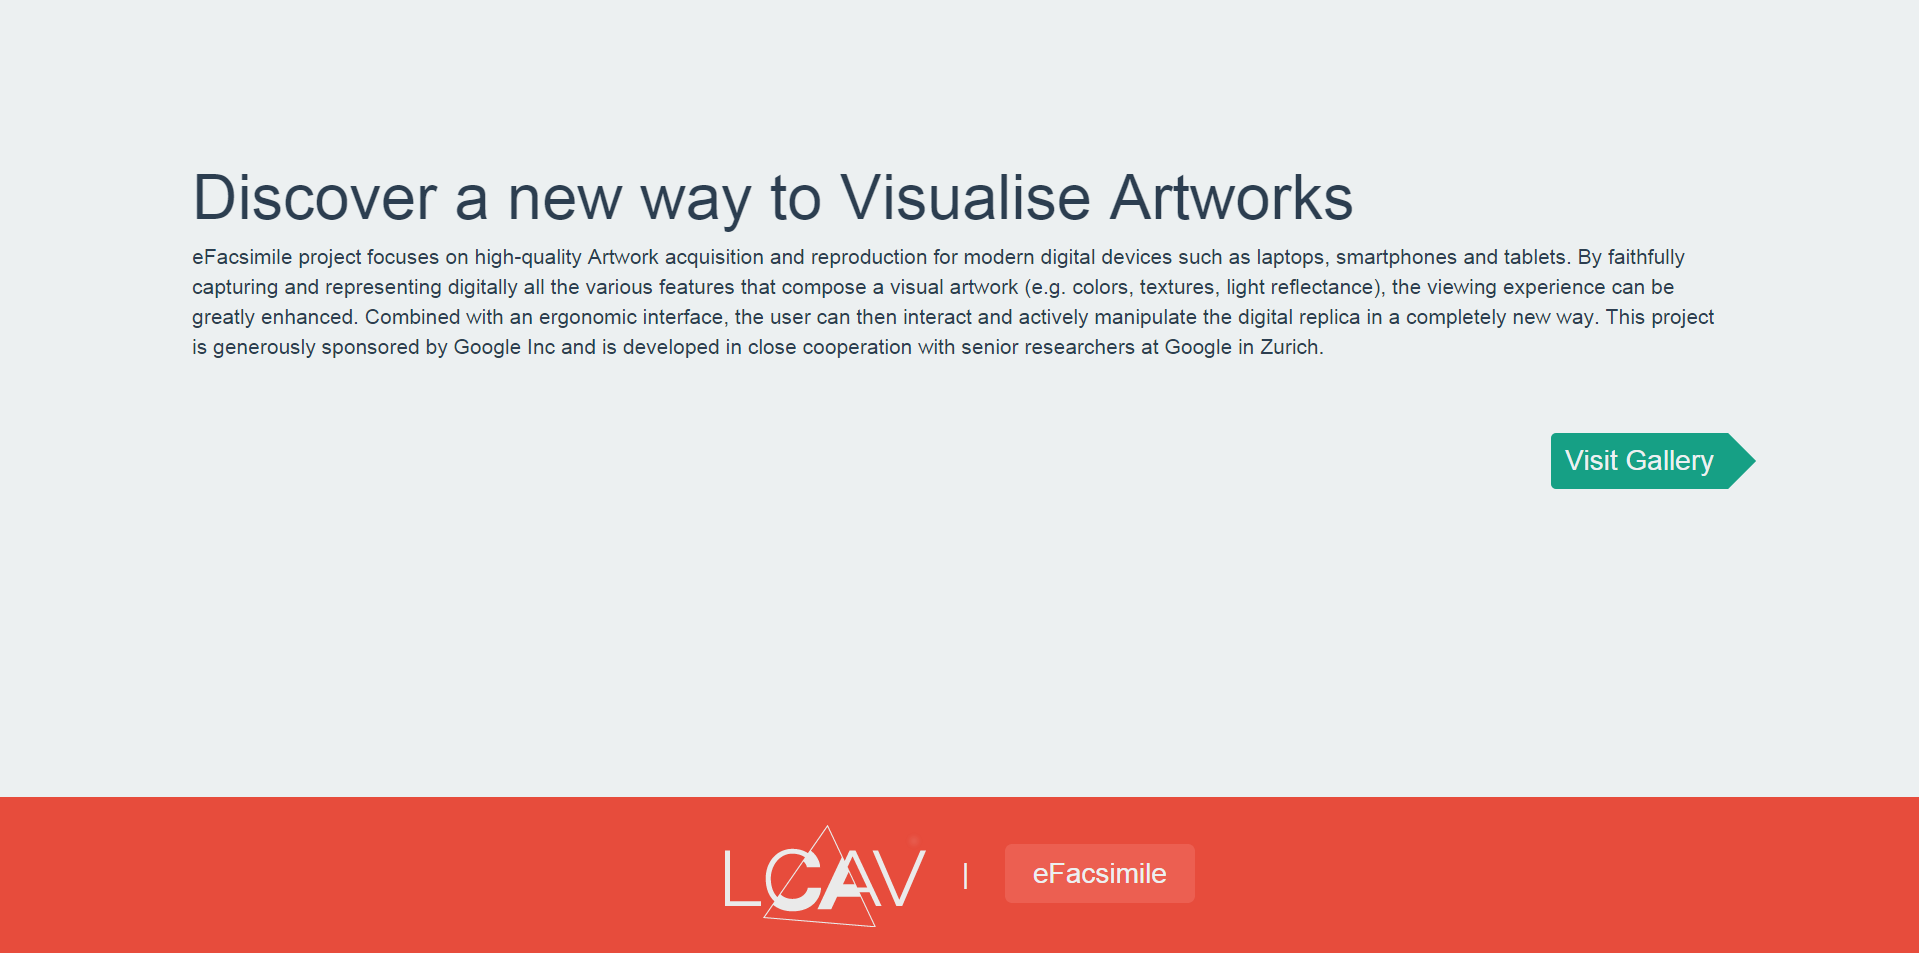 Discover a new way to Visualise Artworks
eFacsimile project focuses on high-quality Artwork acquisition and reproduction for modern digital devices such as laptops, smartphones and tablets. By faithfully
capturing and representing digitally all the various features that compose a visual artwork (e.g. colors, textures, light reflectance), the viewing experience can be
greatly enhanced. Combined with an ergonomic interface, the user can then interact and actively manipulate the digital replica in a completely new way. This project
is generously sponsored by Google Inc and is developed in close cooperation with senior researchers at Google in Zurich.
Visit Gallery
LCAV | eFacsimile